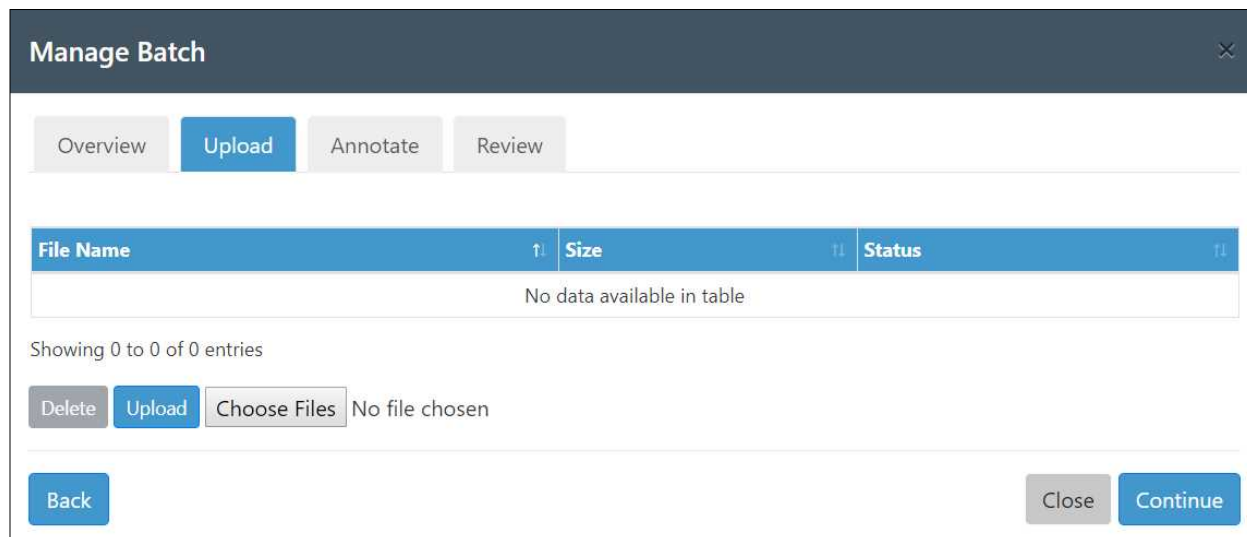 Manage Batch ×
Overview Upload Annotate Review
File Name Size Status
No data available in table
Showing 0 to 0 of 0 entries
Delete Upload Choose Files No file chosen
Back Close Continue